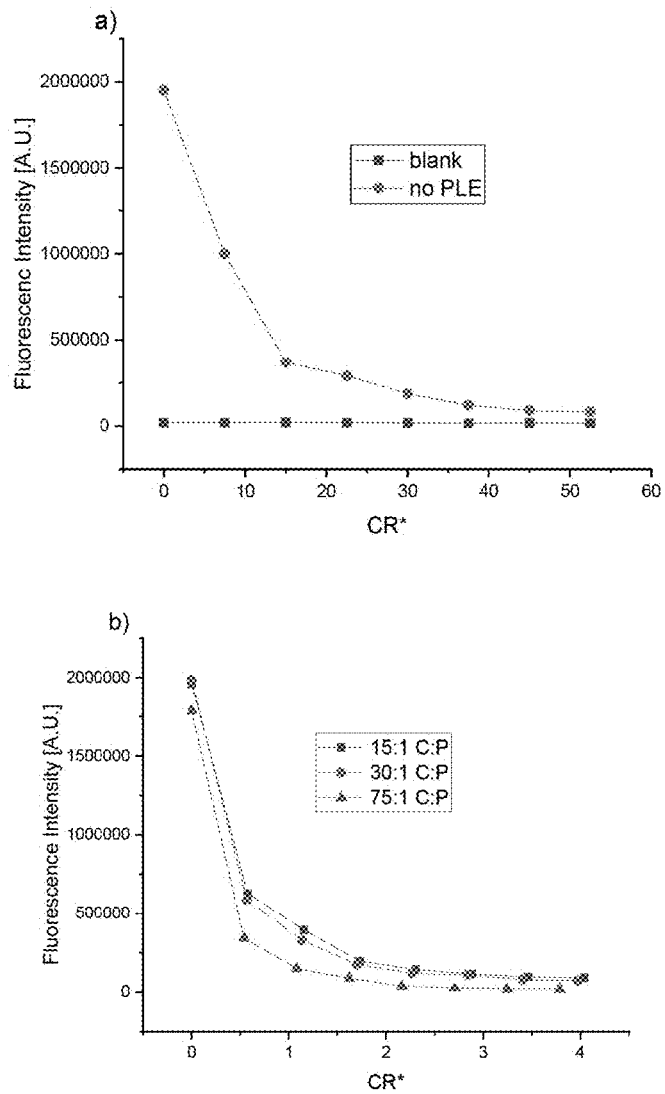 a)
Fluorescenc Intensity [A.U.]
2000000
1500000
1000000
500000
0
blank
no PLE
0 10 20 30 40 50 60
CR*
b)
Fluorescence Intensity [A.U.]
2000000
1500000
1000000
500000
0
15:1 C:P
30:1 C:P
75:1 C:P
0 1 2 3 4
CR*